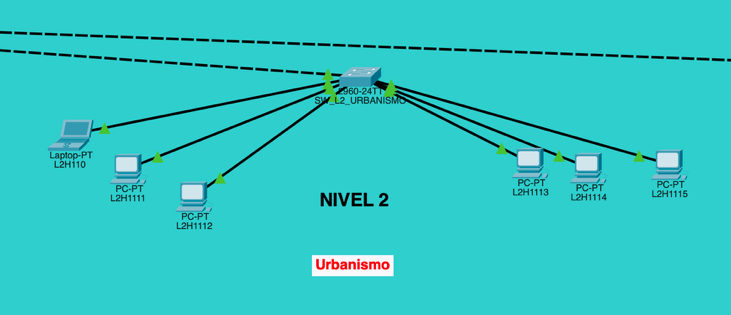 2960-24TT
SW_L2_URBANISMO
Laptop-PT
L2H110
PC-PT
L2H1111
PC-PT
L2H1112
PC-PT
L2H1113
PC-PT
L2H1114
PC-PT
L2H1115
NIVEL 2
Urbanismo